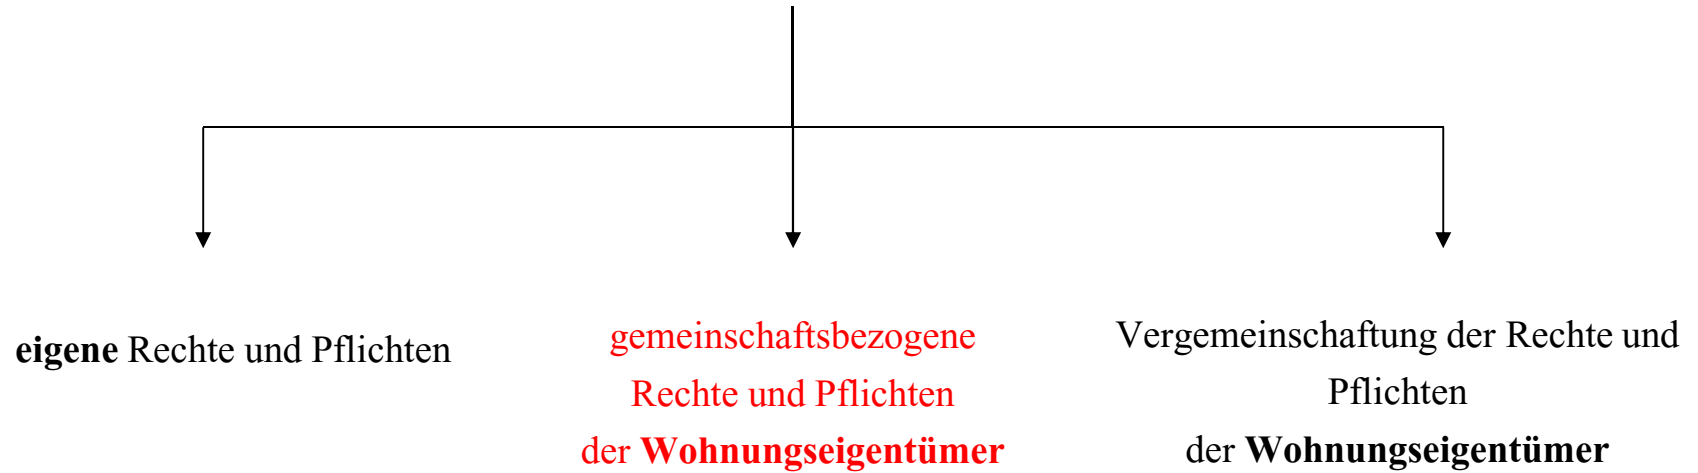 eigene Rechte und Pflichten
gemeinschaftsbezogene
Rechte und Pflichten
der Wohnungseigentümer
Vergemeinschaftung der Rechte und
Pflichten
der Wohnungseigentümer